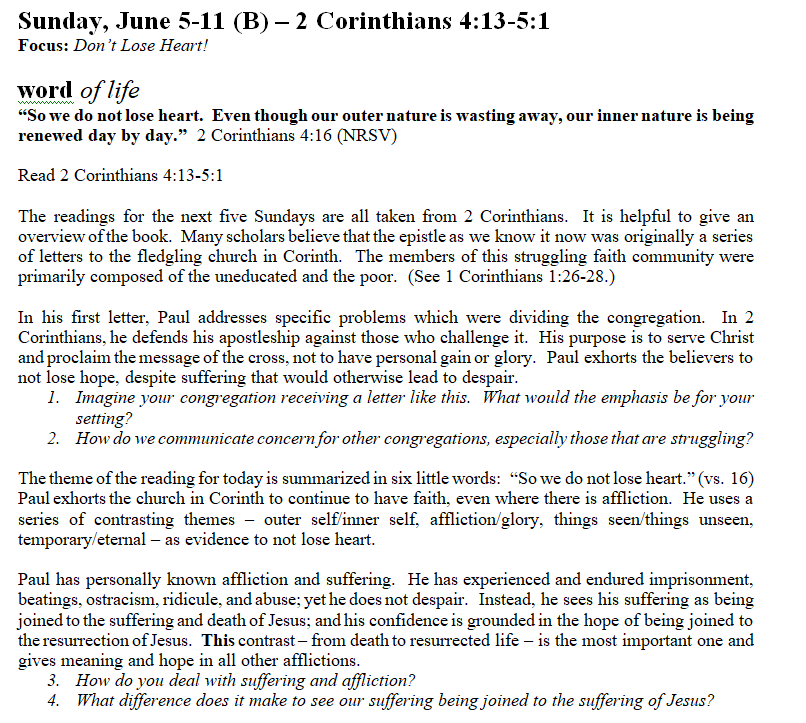 Sunday, June 5-11 (B) – 2 Corinthians 4:13-5:1
Focus: Don't Lose Heart!
word of life
“So we do not lose heart. Even though our outer nature is wasting away, our inner nature is being
renewed day by day.” 2 Corinthians 4:16 (NRSV)
Read 2 Corinthians 4:13-5:1
The readings for the next five Sundays are all taken from 2 Corinthians. It is helpful to give an
overview of the book. Many scholars believe that the epistle as we know it now was originally a series
of letters to the fledgling church in Corinth. The members of this struggling faith community were
primarily composed of the uneducated and the poor. (See 1 Corinthians 1:26-28.)
In his first letter, Paul addresses specific problems which were dividing the congregation. In 2
Corinthians, he defends his apostleship against those who challenge it. His purpose is to serve Christ
and proclaim the message of the cross, not to have personal gain or glory. Paul exhorts the believers to
not lose hope, despite suffering that would otherwise lead to despair.
1. Imagine your congregation receiving a letter like this. What would the emphasis be for your
setting?
2. How do we communicate concern for other congregations, especially those that are struggling?
The theme of the reading for today is summarized in six little words: “So we do not lose heart.” (vs. 16)
Paul exhorts the church in Corinth to continue to have faith, even where there is affliction. He uses a
series of contrasting themes – outer self/inner self, affliction/glory, things seen/things unseen,
temporary/eternal – as evidence to not lose heart.
Paul has personally known affliction and suffering. He has experienced and endured imprisonment,
beatings, ostracism, ridicule, and abuse; yet he does not despair. Instead, he sees his suffering as being
joined to the suffering and death of Jesus; and his confidence is grounded in the hope of being joined to
the resurrection of Jesus. This contrast – from death to resurrected life – is the most important one and
gives meaning and hope in all other afflictions.
3. How do you deal with suffering and affliction?
4. What difference does it make to see our suffering being joined to the suffering of Jesus?